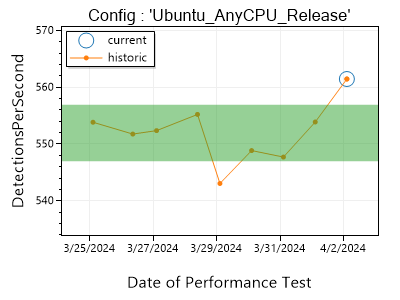 Config : 'Ubuntu_AnyCPU_Release'
current
historic
DetectionsPerSecond
570
560
550
540
3/25/2024 3/27/2024 3/29/2024 3/31/2024 4/2/2024
Date of Performance Test